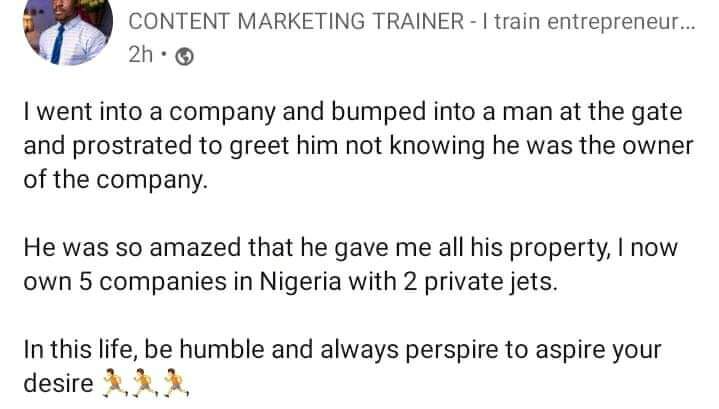 CONTENT MARKETING TRAINER - I train entrepreneur...
2h •
I went into a company and bumped into a man at the gate
and prostrated to greet him not knowing he was the owner
of the company.
He was so amazed that he gave me all his property, I now
own 5 companies in Nigeria with 2 private jets.
In this life, be humble and always perspire to aspire your
desire 🏃🏃🏃